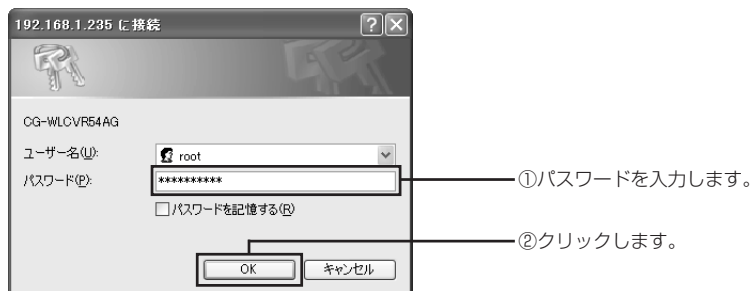 192.168.1.235 に接続
CG-WLCVR54AG
ユーザー名(U):
root
パスワード(P):
**********
①パスワードを入力します。
パスワードを記憶する(R)
②クリックします。
OK
キャンセル